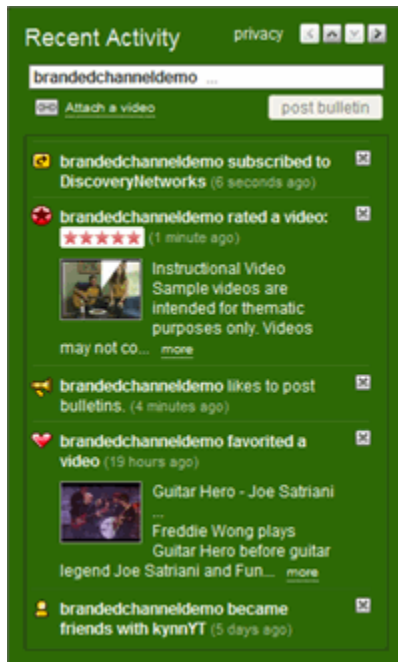 Recent Activity privacy
brandedchanneldemo ...
Attach a video post bulletin
brandedchanneldemo subscribed to
DiscoveryNetworks (6 seconds ago)
brandedchanneldemo rated a video:
(1 minute ago)
Instructional Video
Sample videos are
intended for thematic
purposes only. Videos
may not co... more
brandedchanneldemo likes to post
bulletins. (4 minutes ago)
brandedchanneldemo favorited a
video (19 hours ago)
Guitar Hero - Joe Satriani
...
Freddie Wong plays
Guitar Hero before guitar
legend Joe Satriani and Fun... more
brandedchanneldemo became
friends with kynnYT (5 days ago)